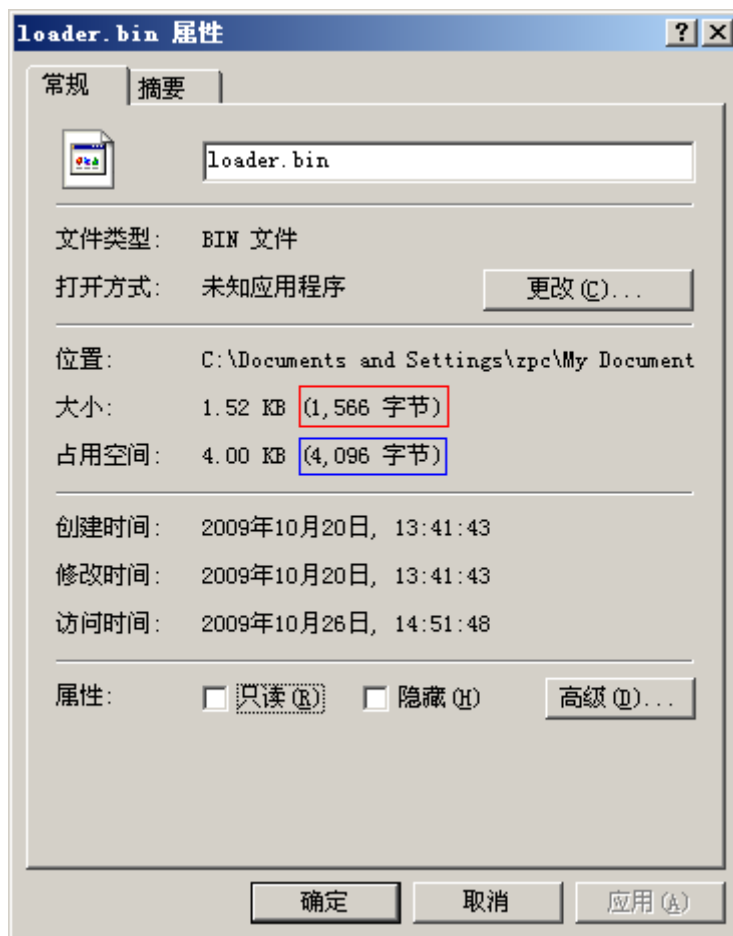 loader.bin 属性
常规 摘要
loader.bin
文件类型: BIN 文件
打开方式: 未知应用程序 更改(C)...
位置: C:\Documents and Settings\zpc\My Document
大小: 1.52 KB (1,566 字节)
占用空间: 4.00 KB (4,096 字节)
创建时间: 2009年10月20日, 13:41:43
修改时间: 2009年10月20日, 13:41:43
访问时间: 2009年10月26日, 14:51:48
属性: 只读(R) 隐藏(H) 高级(D)...
确定 取消 应用(A)